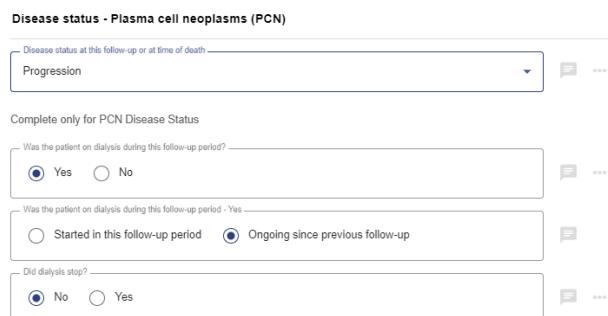 Disease status - Plasma cell neoplasms (PCN)
Disease status at this follow-up or at time of death
Progression
Complete only for PCN Disease Status
Was the patient on dialysis during this follow-up period?
Yes No
Was the patient on dialysis during this follow-up period - Yes
Started in this follow-up period Ongoing since previous follow-up
Did dialysis stop?
No Yes